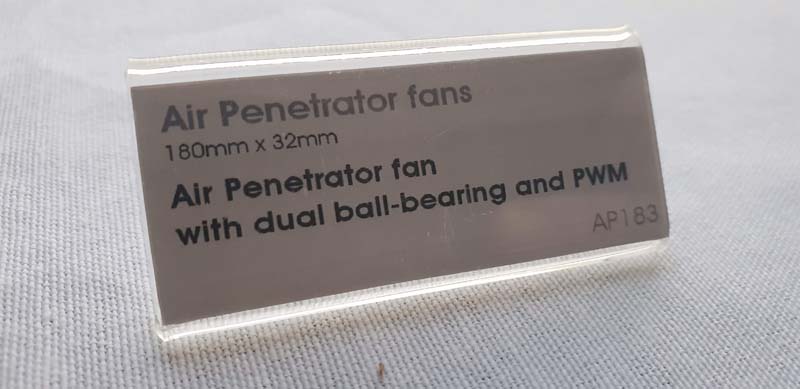 Air Penetrator fans
180mm x 32mm
Air Penetrator fan
with dual ball-bearing and PWM
AP183